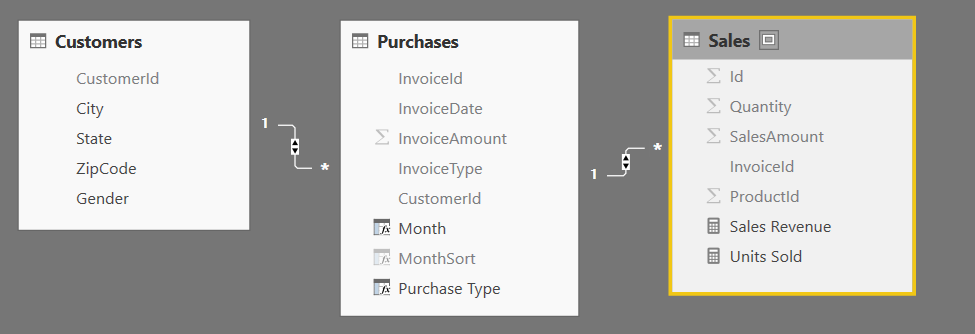 Customers
CustomerId
City
State
ZipCode
Gender
1
*
Purchases
InvoiceId
InvoiceDate
InvoiceAmount
InvoiceType
CustomerId
Month
MonthSort
Purchase Type
1
*
Sales
Id
Quantity
SalesAmount
InvoiceId
ProductId
Sales Revenue
Units Sold